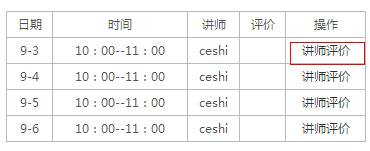 日期 时间 讲师 评价 操作
9-3 10：00--11：00 ceshi 讲师评价
9-4 10：00--11：00 ceshi 讲师评价
9-5 10：00--11：00 ceshi 讲师评价
9-6 10：00--11：00 ceshi 讲师评价